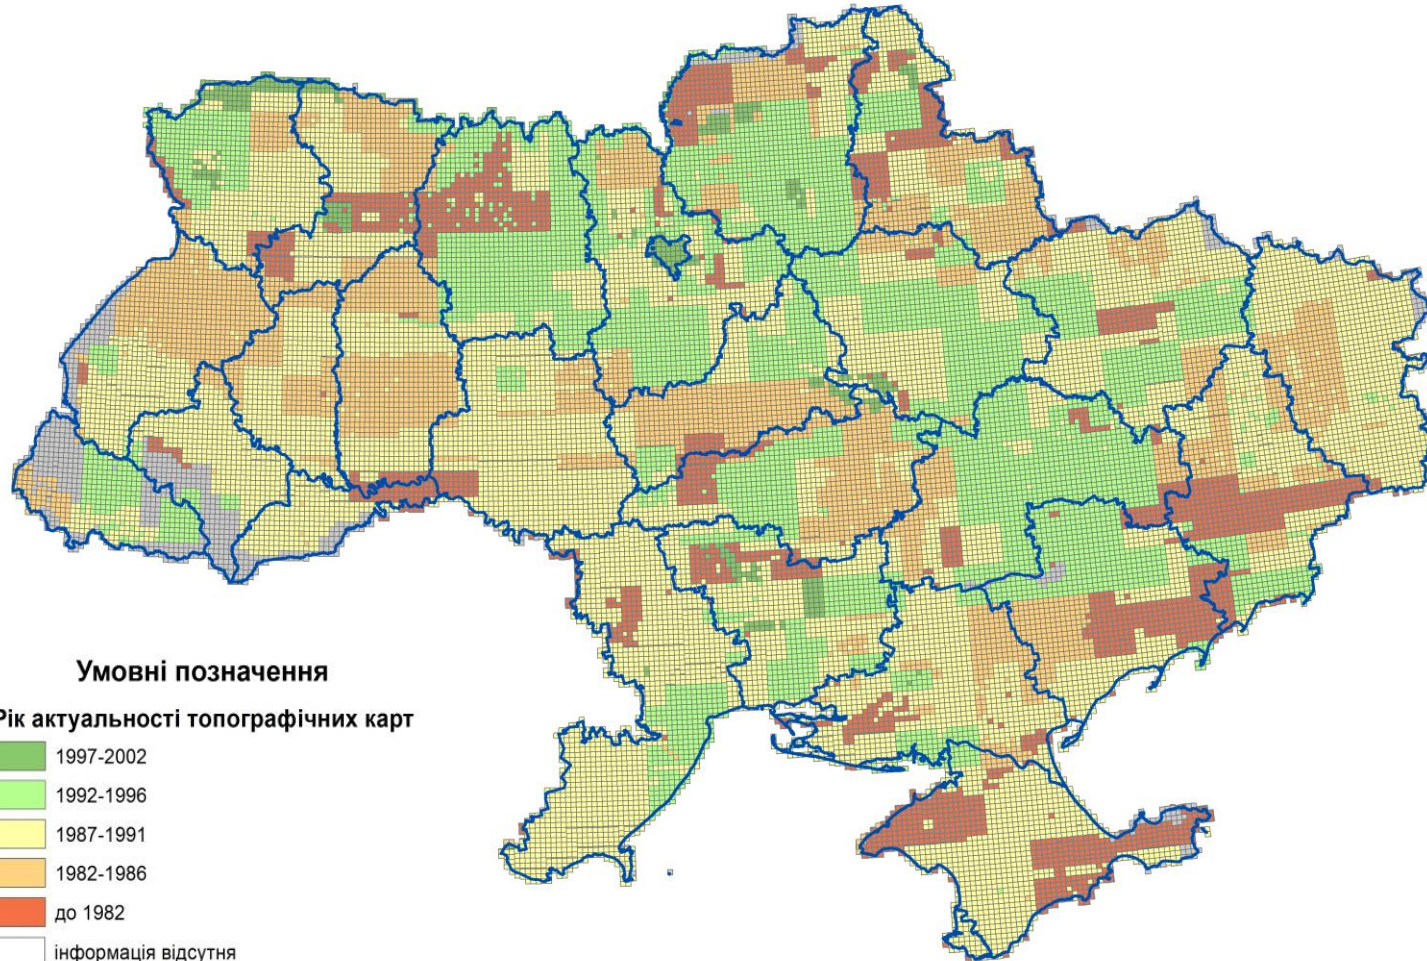 Умовні позначення
Рік актуальності топографічних карт
1997-2002
1992-1996
1987-1991
1982-1986
до 1982
інформація відсутня